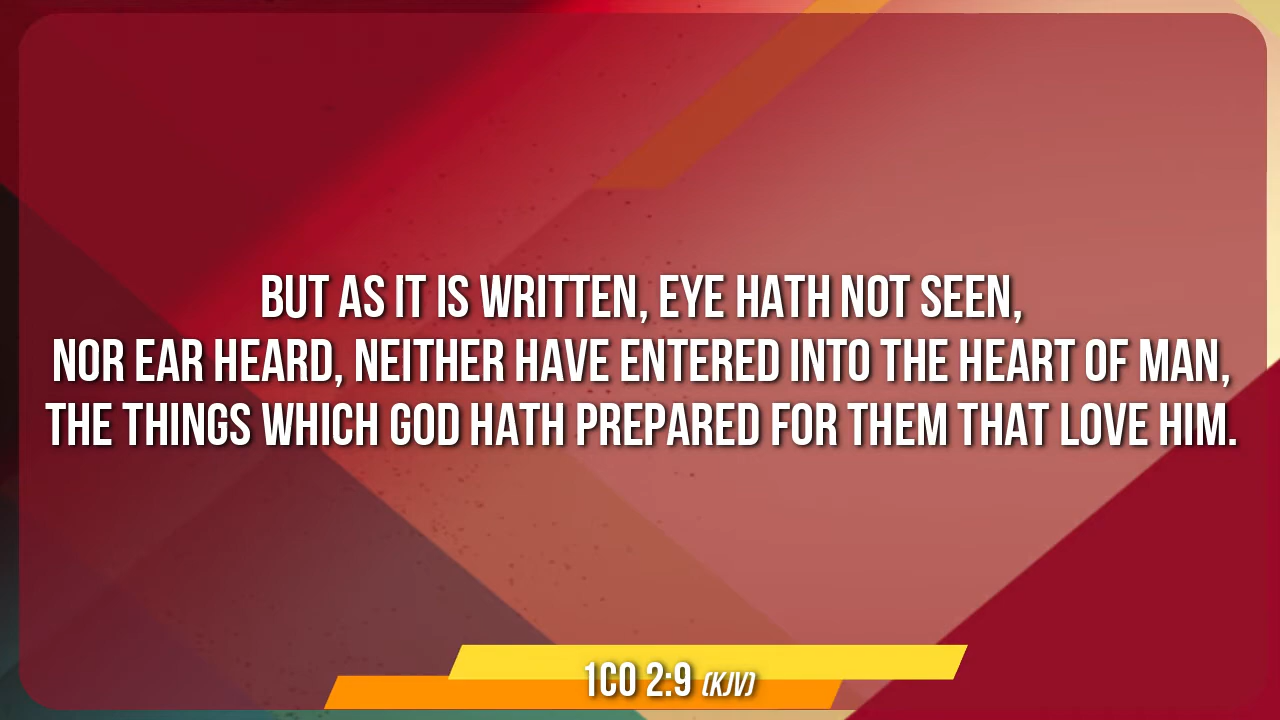 BUT AS IT IS WRITTEN, EYE HATH NOT SEEN,
NOR EAR HEARD, NEITHER HAVE ENTERED INTO THE HEART OF MAN,
THE THINGS WHICH GOD HATH PREPARED FOR THEM THAT LOVE HIM.
1CO 2:9 (KJV)